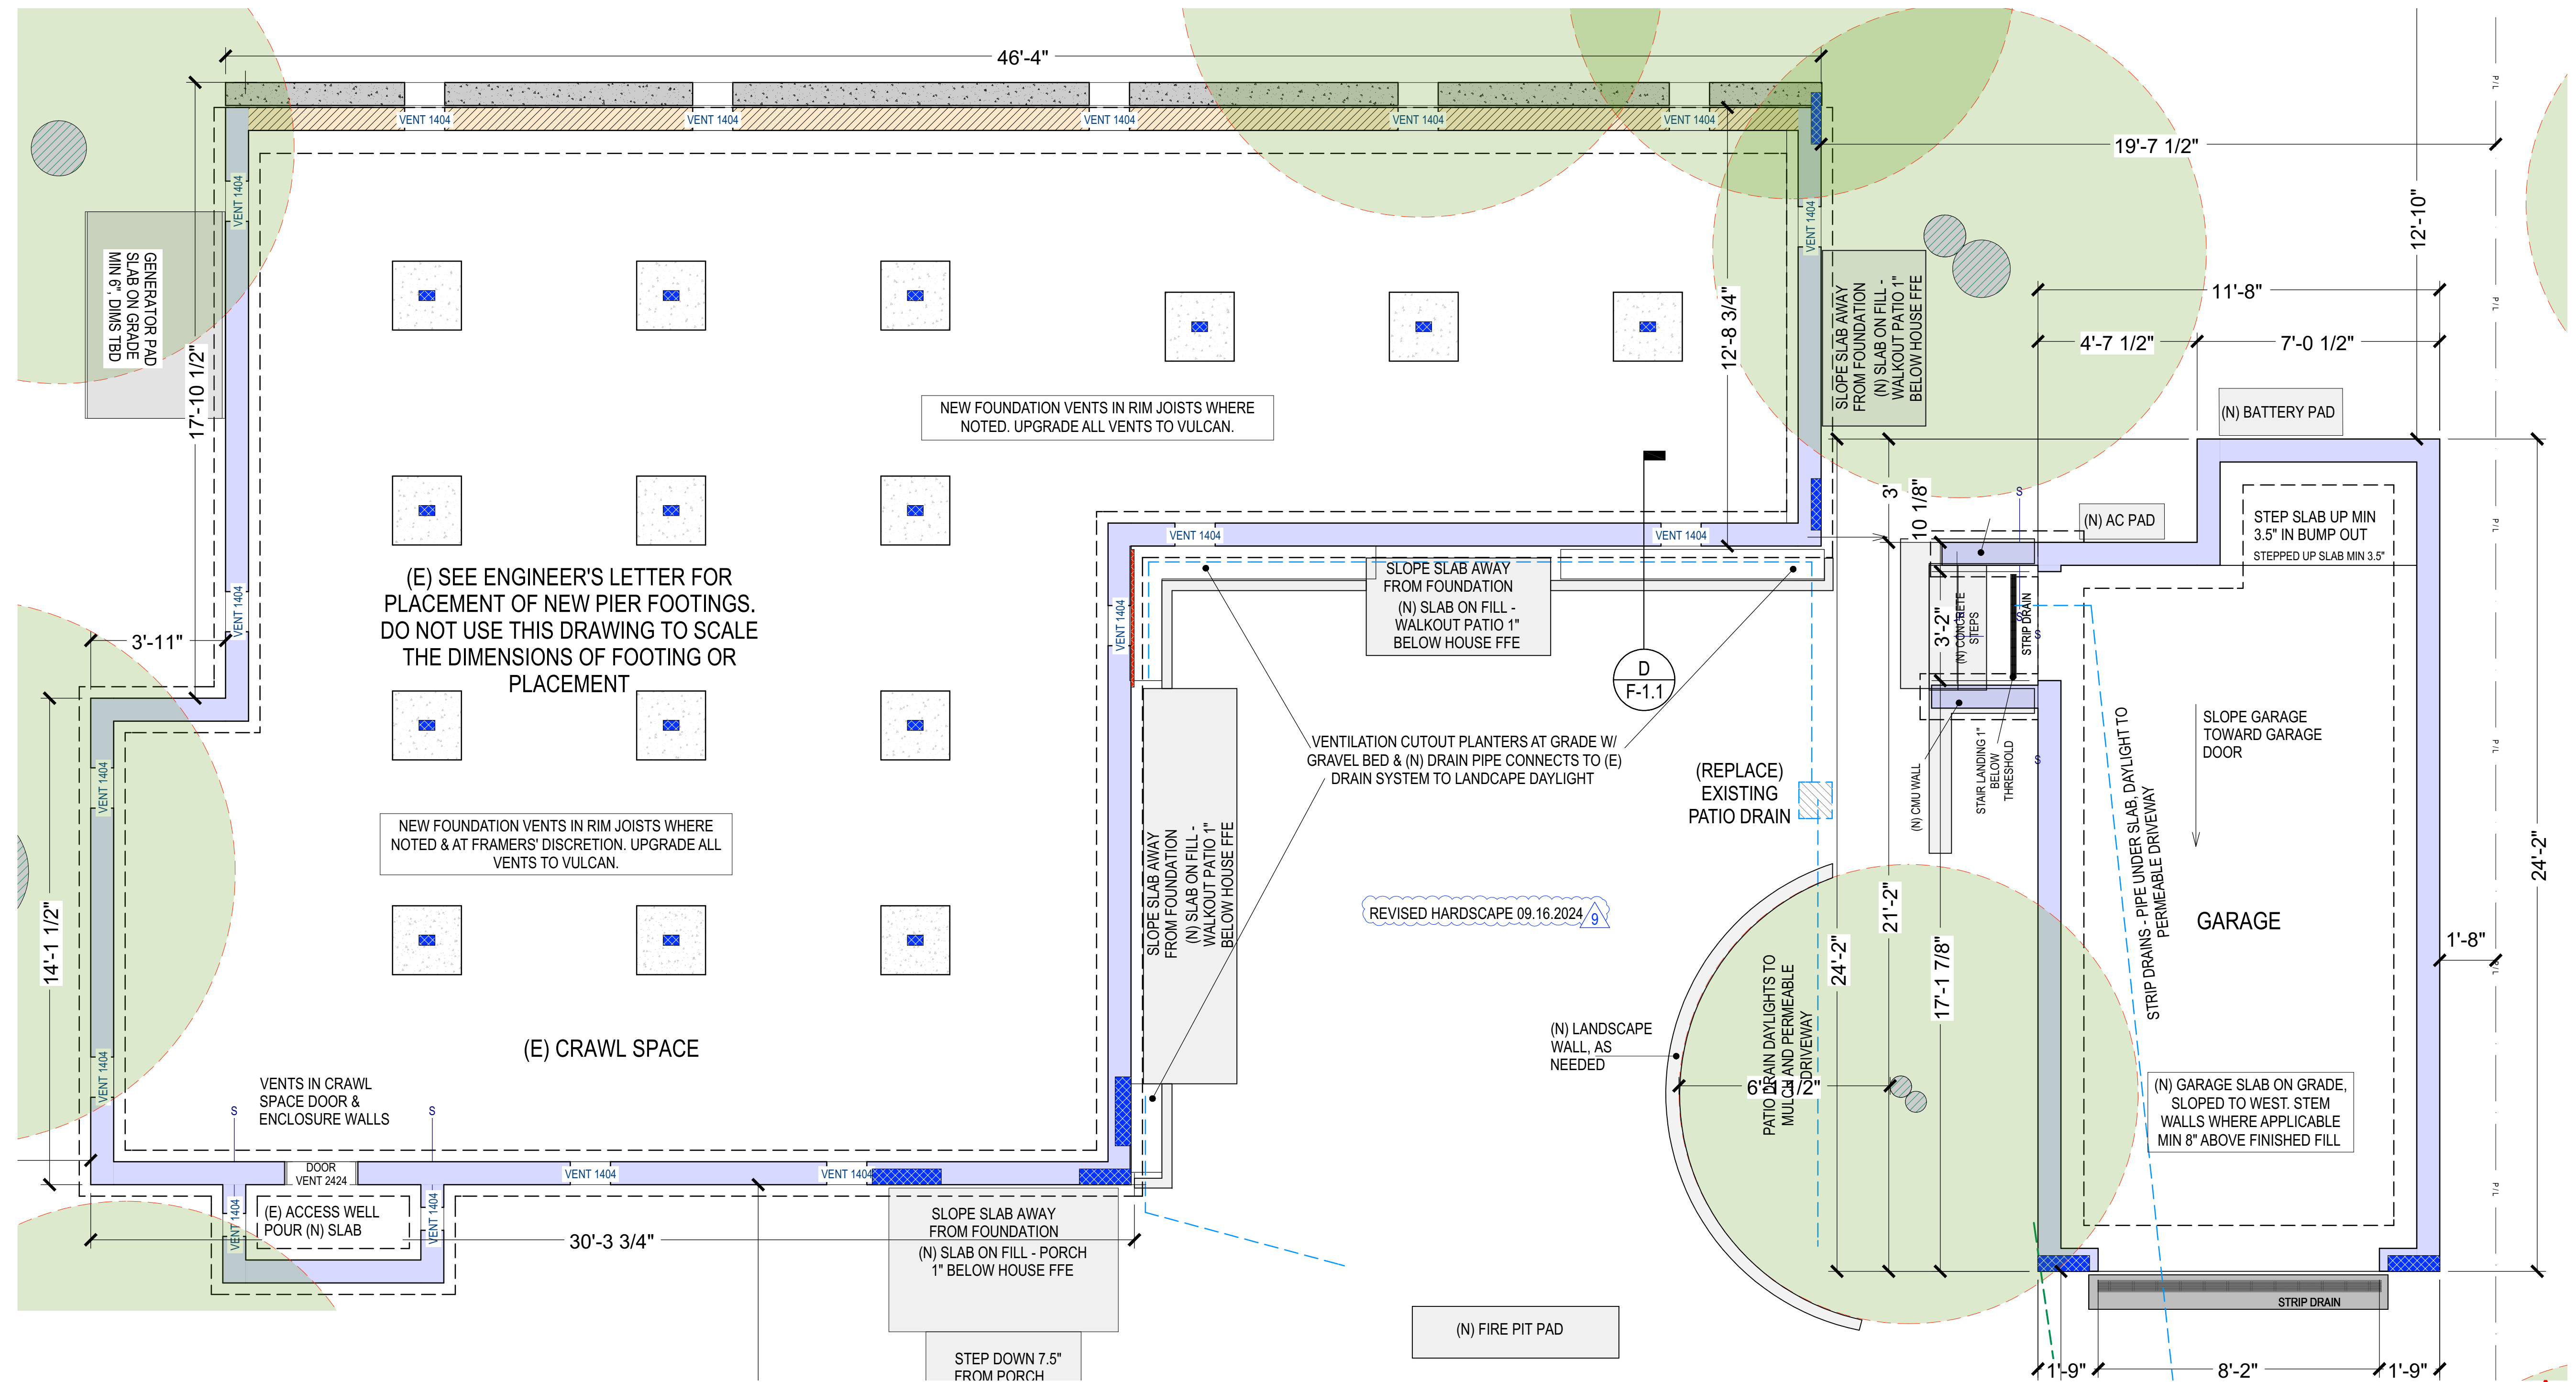 46'-4"
VENT 1404
VENT 1404
VENT 1404
VENT 1404
VENT 1404
19'-7 1/2"
P/L
VENT 1404
VENT 1404
12'-10"
GENERATOR PAD
SLAB ON GRADE
MIN 6", DIMS TBD
17'-10 1/2"
12'-8 3/4"
SLOPE SLAB AWAY
FROM FOUNDATION
(N) SLAB ON FILL -
WALKOUT PATIO 1"
BELOW HOUSE FFE
11'-8"
P/L
4'-7 1/2"
7'-0 1/2"
NEW FOUNDATION VENTS IN RIM JOISTS WHERE
NOTED. UPGRADE ALL VENTS TO VULCAN.
(N) BATTERY PAD
3'
10 1/8"
S
(N) AC PAD
STEP SLAB UP MIN
3.5" IN BUMP OUT
STEPPED UP SLAB MIN 3.5"
P/L
VENT 1404
VENT 1404
(E) SEE ENGINEER'S LETTER FOR
PLACEMENT OF NEW PIER FOOTINGS.
DO NOT USE THIS DRAWING TO SCALE
THE DIMENSIONS OF FOOTING OR
PLACEMENT
VENT 1404
VENT 1404
SLOPE SLAB AWAY
FROM FOUNDATION
(N) SLAB ON FILL -
WALKOUT PATIO 1"
BELOW HOUSE FFE
3'-2"
(N) CONCRETE
STEPS
STRIP DRAIN
S
S
3'-11"
D
F-1.1
VENTILATION CUTOUT PLANTERS AT GRADE W/
GRAVEL BED & (N) DRAIN PIPE CONNECTS TO (E)
DRAIN SYSTEM TO LANDCAPE DAYLIGHT
(REPLACE)
EXISTING
PATIO DRAIN
(N) CMU WALL
STAIR LANDING 1"
BELOW
THRESHOLD
S
STRIP DRAINS - PIPE UNDER SLAB, DAYLIGHT TO
PERMEABLE DRIVEWAY
SLOPE GARAGE
TOWARD GARAGE
DOOR
P/L
VENT 1404
NEW FOUNDATION VENTS IN RIM JOISTS WHERE
NOTED & AT FRAMERS' DISCRETION. UPGRADE ALL
VENTS TO VULCAN.
SLOPE SLAB AWAY
FROM FOUNDATION
(N) SLAB ON FILL -
WALKOUT PATIO 1"
BELOW HOUSE FFE
24'-2"
14'-1 1/2"
REVISED HARDSCAPE 09.16.2024
9
21'-2"
24'-2"
17'-1 7/8"
GARAGE
1'-8"
P/L
(E) CRAWL SPACE
(N) LANDSCAPE
WALL, AS
NEEDED
PATIO DRAIN DAYLIGHTS TO
MULCH AND PERMEABLE
DRIVEWAY
6'-1 1/2"
VENT 1404
VENTS IN CRAWL
SPACE DOOR &
ENCLOSURE WALLS
S
S
(N) GARAGE SLAB ON GRADE,
SLOPED TO WEST. STEM
WALLS WHERE APPLICABLE
MIN 8" ABOVE FINISHED FILL
DOOR
VENT 2424
VENT 1404
VENT 1404
P/L
VENT 1404
(E) ACCESS WELL
POUR (N) SLAB
VENT 1404
30'-3 3/4"
SLOPE SLAB AWAY
FROM FOUNDATION
(N) SLAB ON FILL - PORCH
1" BELOW HOUSE FFE
STRIP DRAIN
(N) FIRE PIT PAD
STEP DOWN 7.5"
FROM PORCH
1'-9"
8'-2"
1'-9"